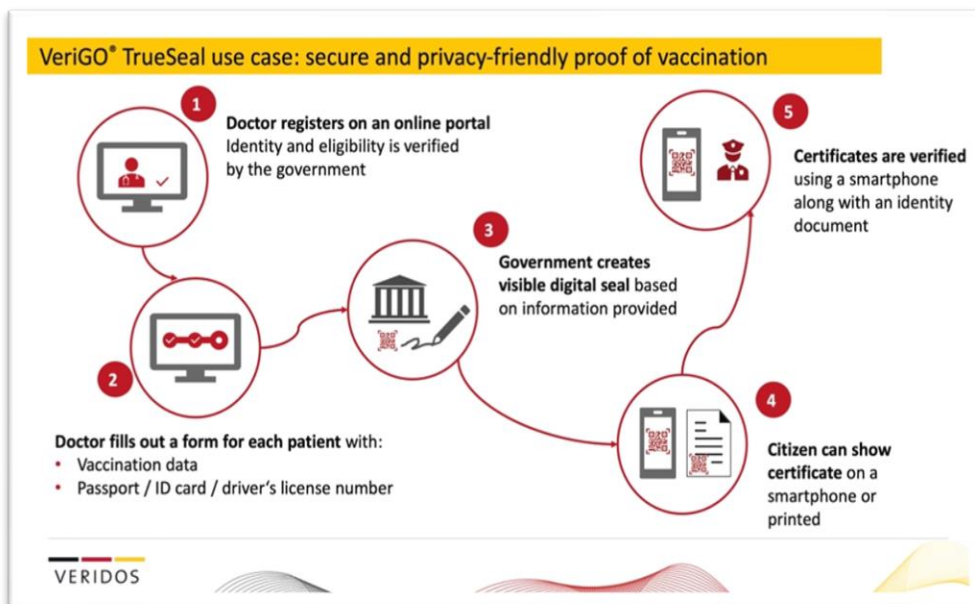 VeriGO® TrueSeal use case: secure and privacy-friendly proof of vaccination
1
Doctor registers on an online portal
Identity and eligibility is verified
by the government
2
Doctor fills out a form for each patient with:
• Vaccination data
• Passport / ID card / driver‘s license number
3
Government creates
visible digital seal based
on information provided
4
Citizen can show
certificate on a
smartphone or
printed
5
Certificates are verified
using a smartphone
along with an identity
document
VERIDOS